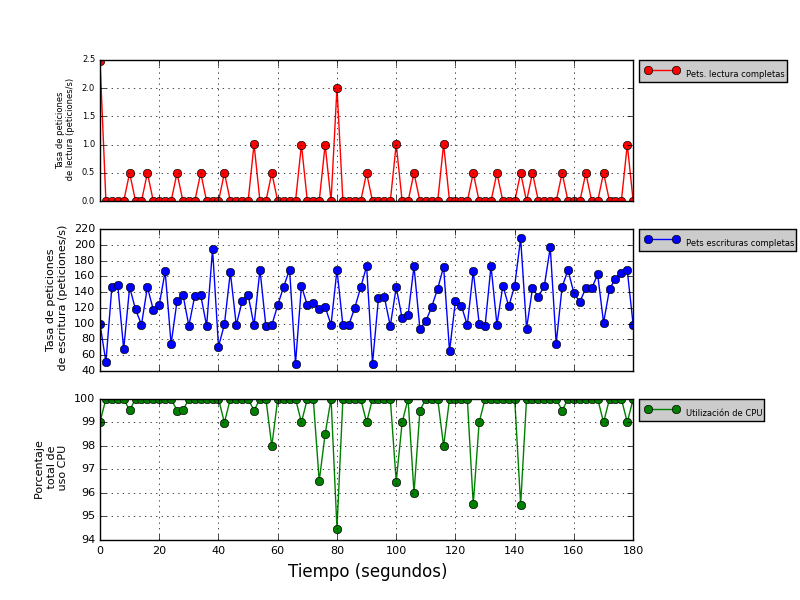 2.5
2.0
1.5
1.0
0.5
0.0
Tasa de peticiones
de lectura (peticiones/s)
Pets. lectura completas
220
200
180
160
140
120
100
80
60
40
Tasa de peticiones
de escritura (peticiones/s)
Pets escrituras completas
100
99
98
97
96
95
94
Porcentaje
total de
uso CPU
Utilización de CPU
0 20 40 60 80 100 120 140 160 180
Tiempo (segundos)